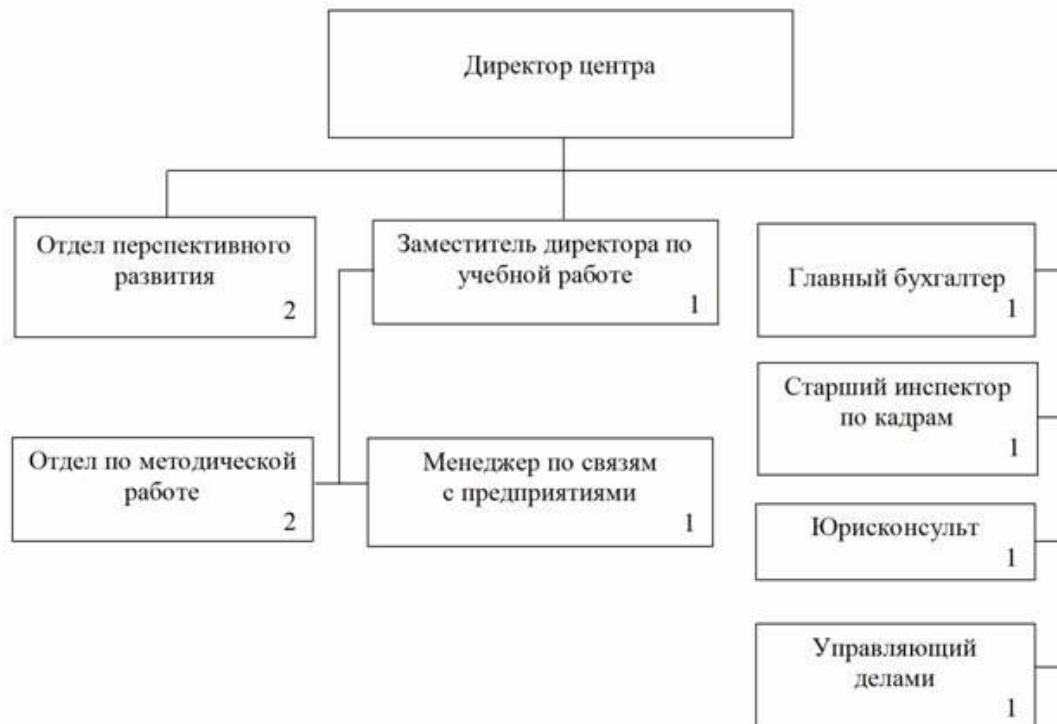 Директор центра
Отдел перспективного
развития
2
Заместитель директора по
учебной работе
1
Главный бухгалтер
1
Старший инспектор
по кадрам
1
Отдел по методической
работе
2
Менеджер по связям
с предприятиями
1
Юрисконсульт
1
Управляющий
делами
1